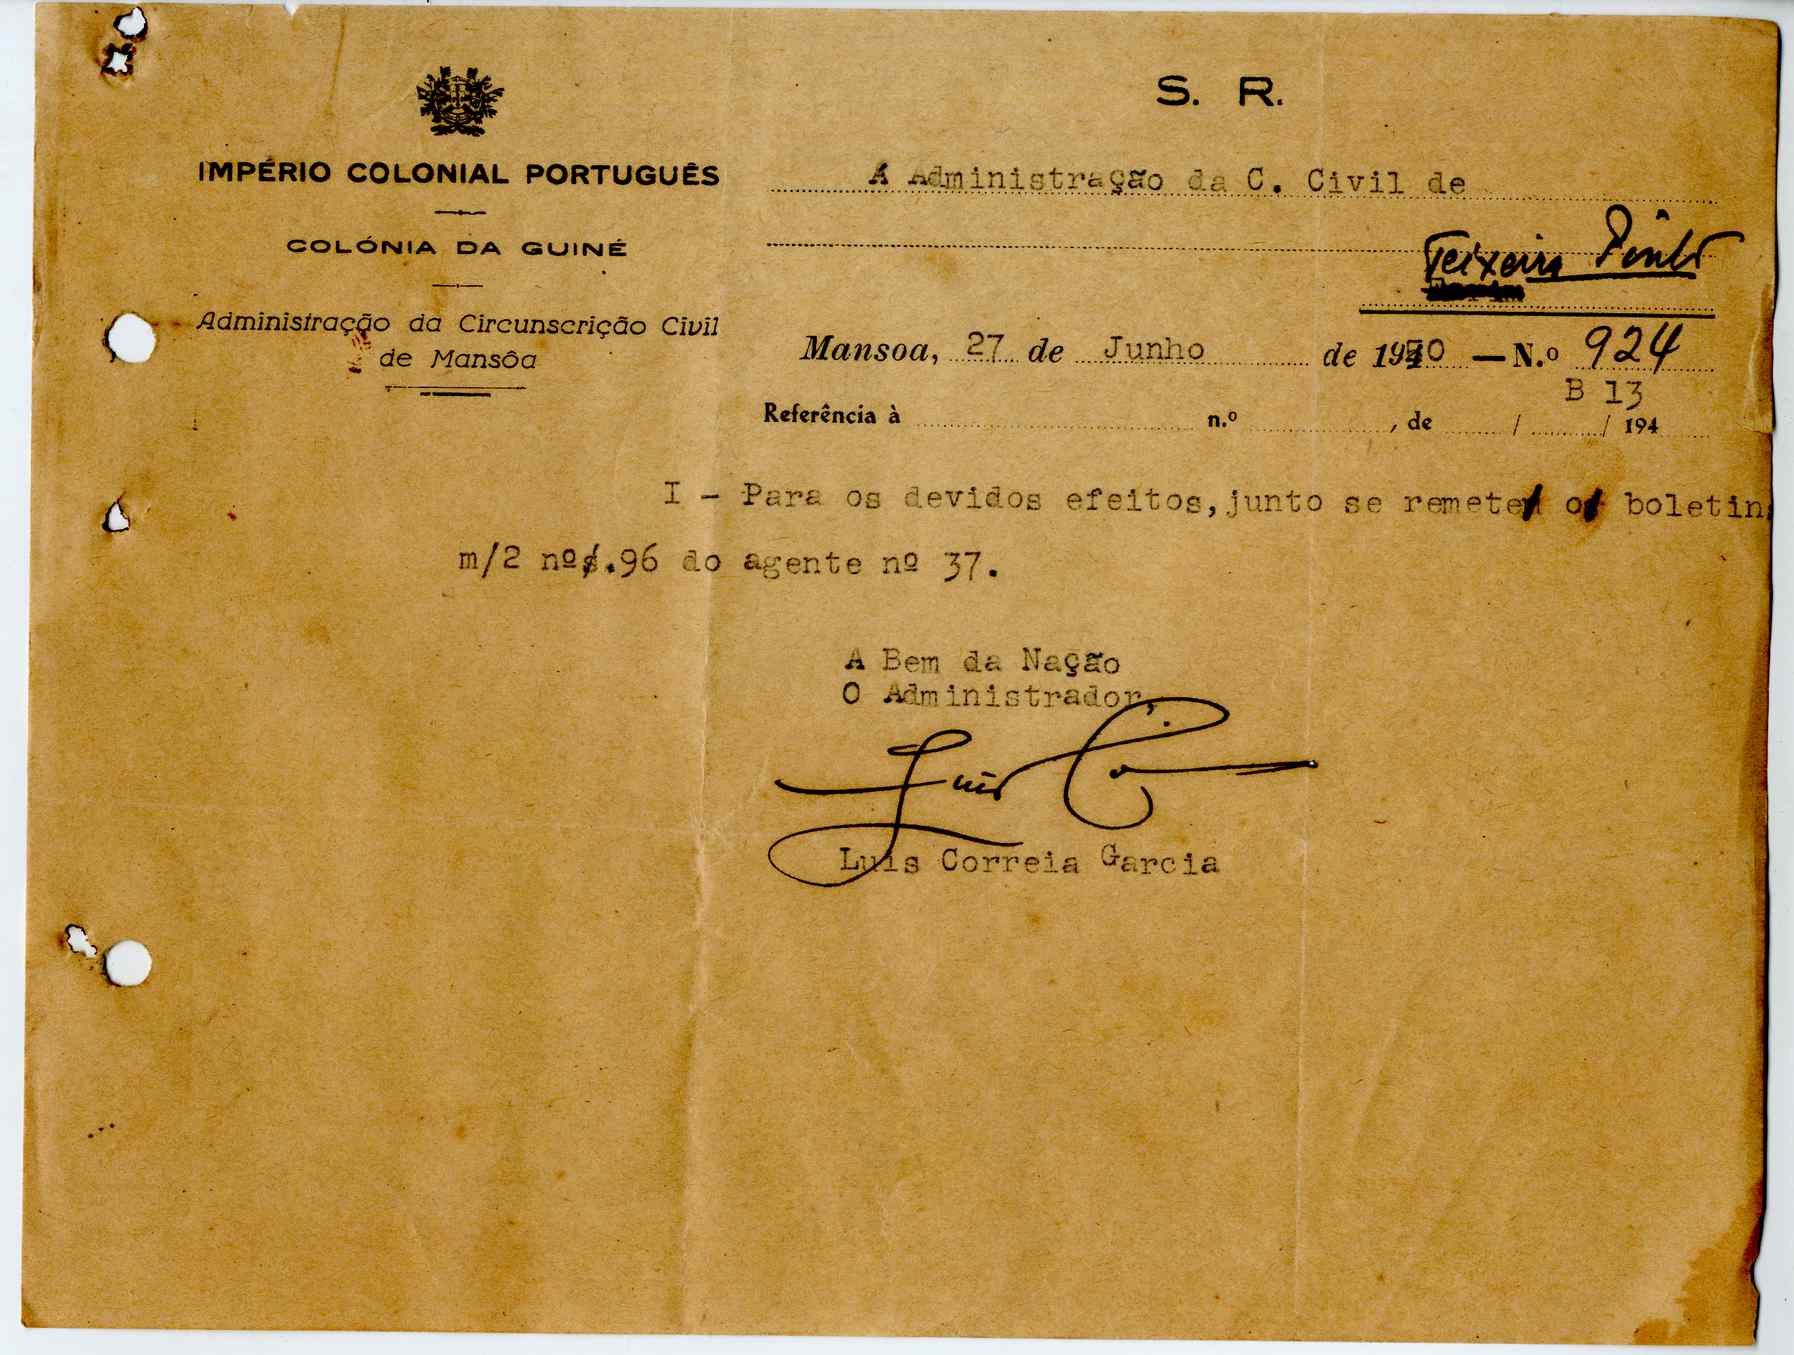 S. R.
IMPÉRIO COLONIAL PORTUGUÊS
COLÓNIA DA GUINÉ
Administração da Circunscrição Civil
de Mansôa
Á Administração da C. Civil de
Teixeira Pinto
Mansoa, 27 de Junho de 1950 — N.º 924
B 13
Referência à n.º , de / / 194
I - Para os devidos efeitos, junto se remete o boletin
m/2 nº.96 do agente nº 37.
A Bem da Nação
O Administrador,
Luis Correia Garcia